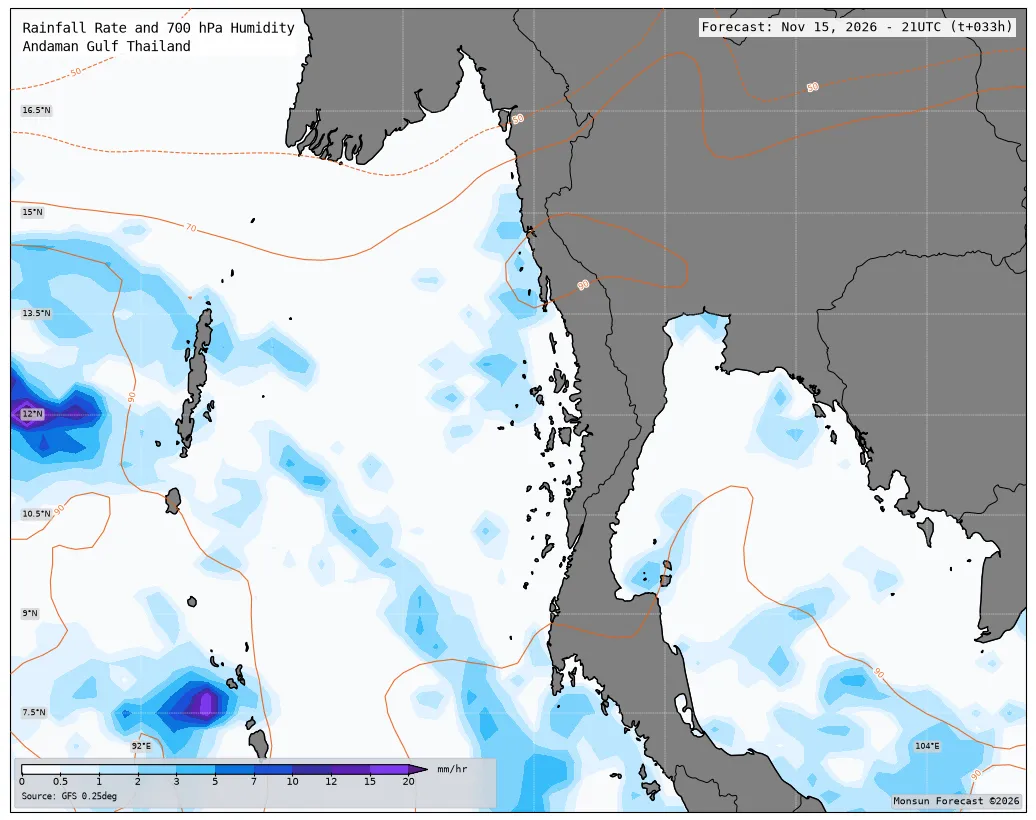 Rainfall Rate and 700 hPa Humidity
Andaman Gulf Thailand
Forecast: Nov 15, 2026 - 21UTC (t+033h)
50
50
50
16.5°N
15°N
70
90
13.5°N
90
12°N
90
10.5°N
9°N
90
7.5°N
92°E
104°E
90
mm/hr
0 0.5 1 2 3 5 7 10 12 15 20
Source: GFS 0.25deg
Monsun Forecast ©2026